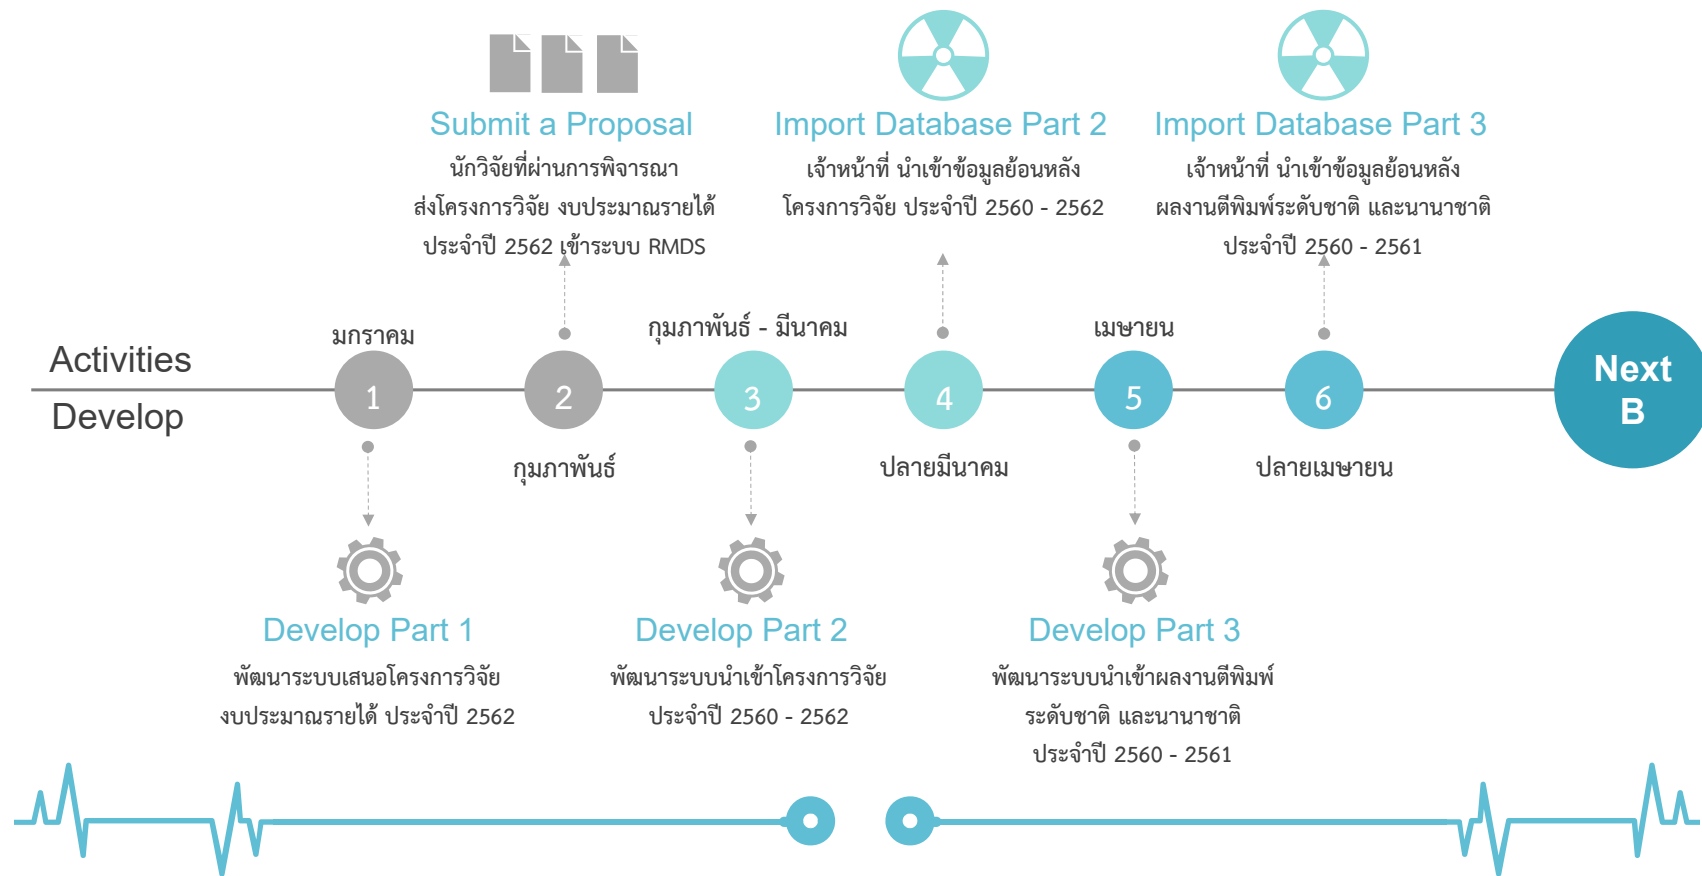 Submit a Proposal
นักวิจัยที่ผ่านการพิจารณา
ส่งโครงการวิจัย งบประมาณรายได้
ประจำปี 2562 เข้าระบบ RMDS
Import Database Part 2
เจ้าหน้าที่ นำเข้าข้อมูลย้อนหลัง
โครงการวิจัย ประจำปี 2560 - 2562
Import Database Part 3
เจ้าหน้าที่ นำเข้าข้อมูลย้อนหลัง
ผลงานตีพิมพ์ระดับชาติ และนานาชาติ
ประจำปี 2560 - 2561
มกราคม
กุมภาพันธ์ - มีนาคม
เมษายน
Activities
Develop
1
2
3
4
5
6
Next
B
กุมภาพันธ์
ปลายมีนาคม
ปลายเมษายน
Develop Part 1
พัฒนาระบบเสนอโครงการวิจัย
งบประมาณรายได้ ประจำปี 2562
Develop Part 2
พัฒนาระบบนำเข้าโครงการวิจัย
ประจำปี 2560 - 2562
Develop Part 3
พัฒนาระบบนำเข้าผลงานตีพิมพ์
ระดับชาติ และนานาชาติ
ประจำปี 2560 - 2561